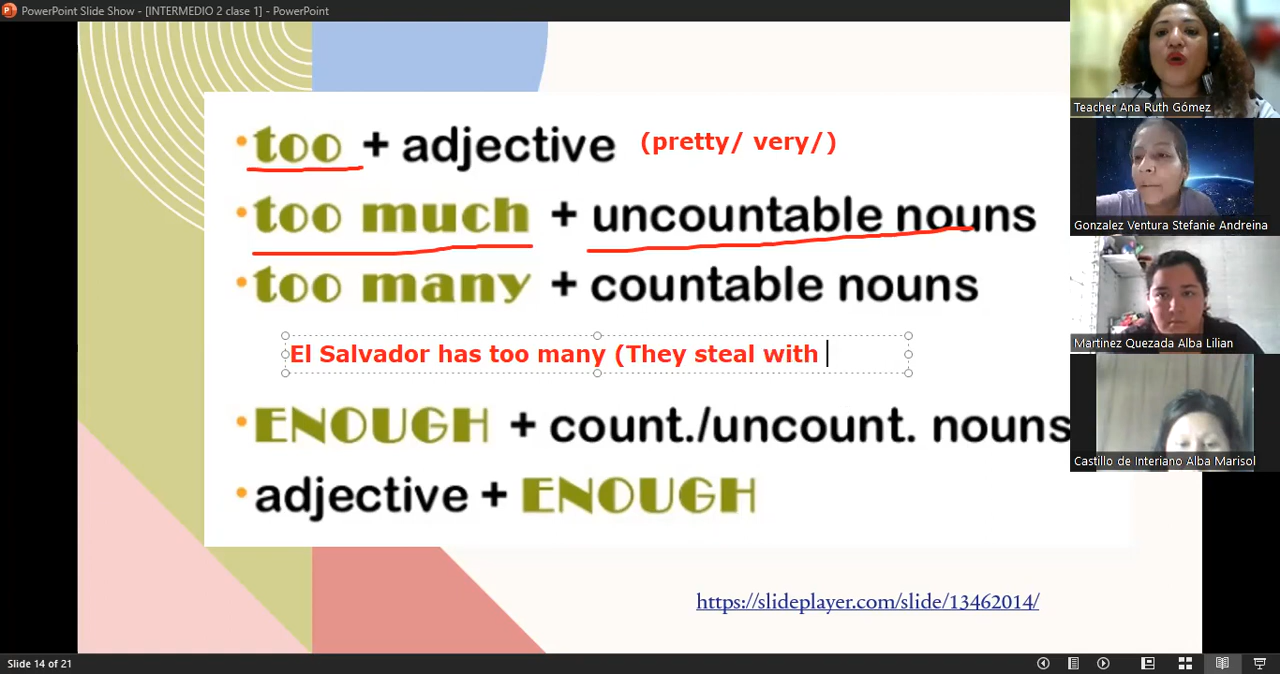 PowerPoint Slide Show - [INTERMEDIO 2 clase 1] - PowerPoint
Teacher Ana Ruth Gómez
•too + adjective (pretty/ very/)
•too much + uncountable nouns
Gonzalez Ventura Stefanie Andreina
•too many + countable nouns
Martinez Quezada Alba Lilian
El Salvador has too many (They steal with
•ENOUGH + count./uncount. nouns
Castillo de Interiano Alba Marisol
•adjective + ENOUGH
https://slideplayer.com/slide/13462014/
Slide 14 of 21